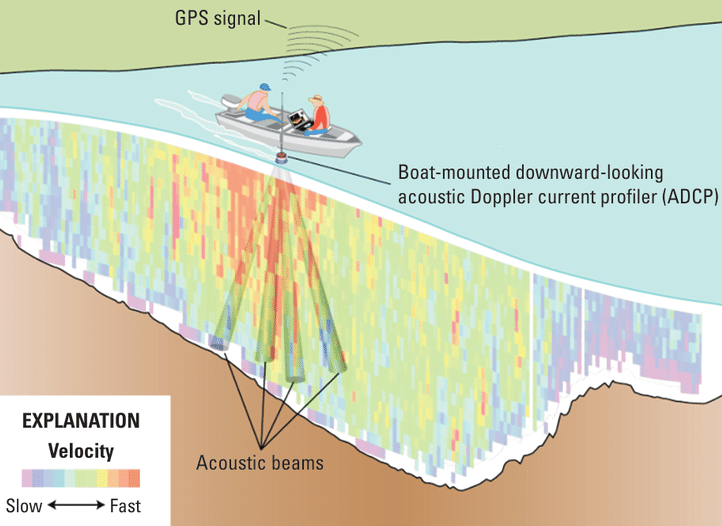 GPS signal
Boat-mounted downward-looking
acoustic Doppler current profiler (ADCP)
Acoustic beams
EXPLANATION
Velocity
Slow
Fast